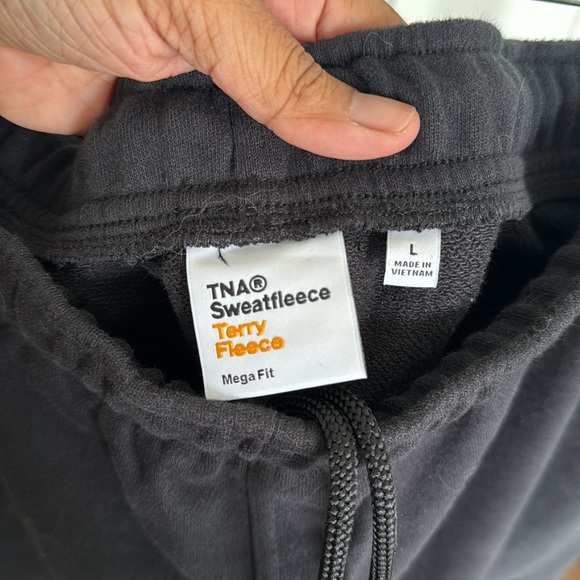 TNA®
Sweatfleece
Terry
Fleece
Mega Fit
L
MADE IN
VIETNAM